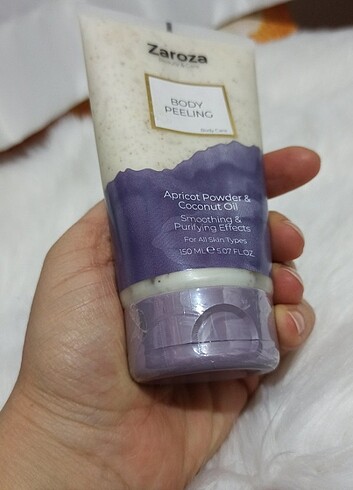 Zaroza
BODY
PEELING
Body Care
Apricot Powder &
Coconut Oil
Smoothing &
Purifying Effects
For All Skin Types
150 ML ℮ 5.07 FL.OZ.